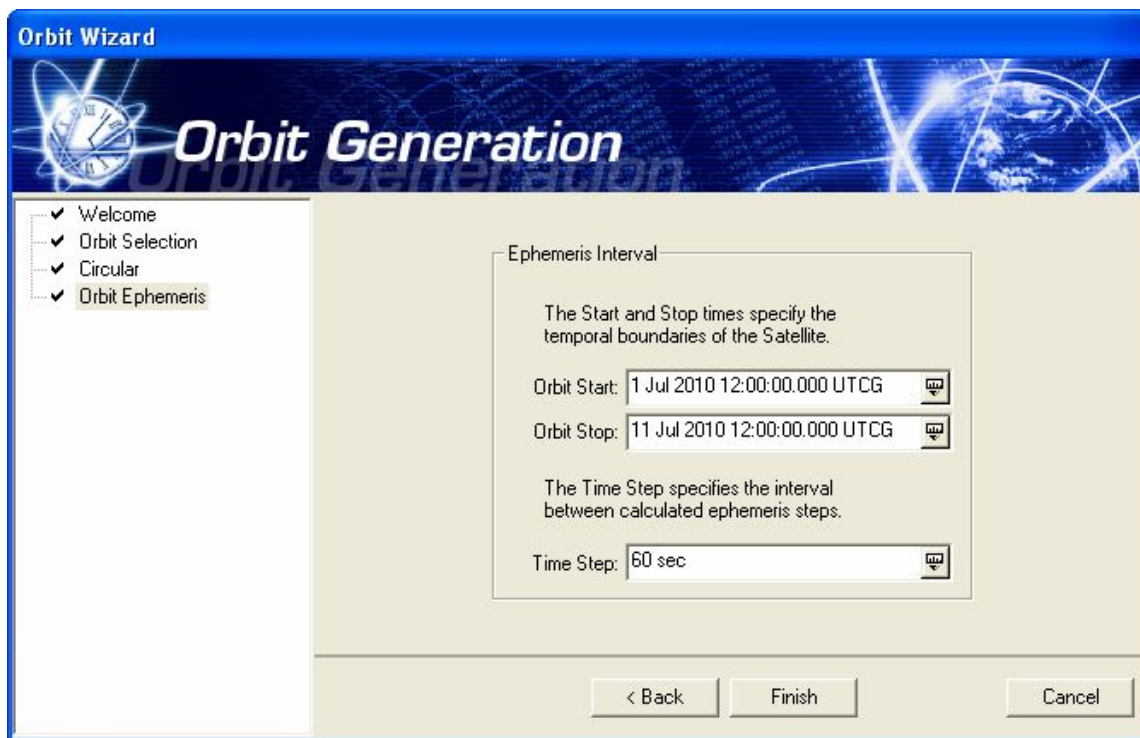 Orbit Wizard
Orbit Generation
Welcome
Orbit Selection
Circular
Orbit Ephemeris
Ephemeris Interval
The Start and Stop times specify the
temporal boundaries of the Satellite.
Orbit Start: 1 Jul 2010 12:00:00.000 UTCG
Orbit Stop: 11 Jul 2010 12:00:00.000 UTCG
The Time Step specifies the interval
between calculated ephemeris steps.
Time Step: 60 sec
< Back
Finish
Cancel